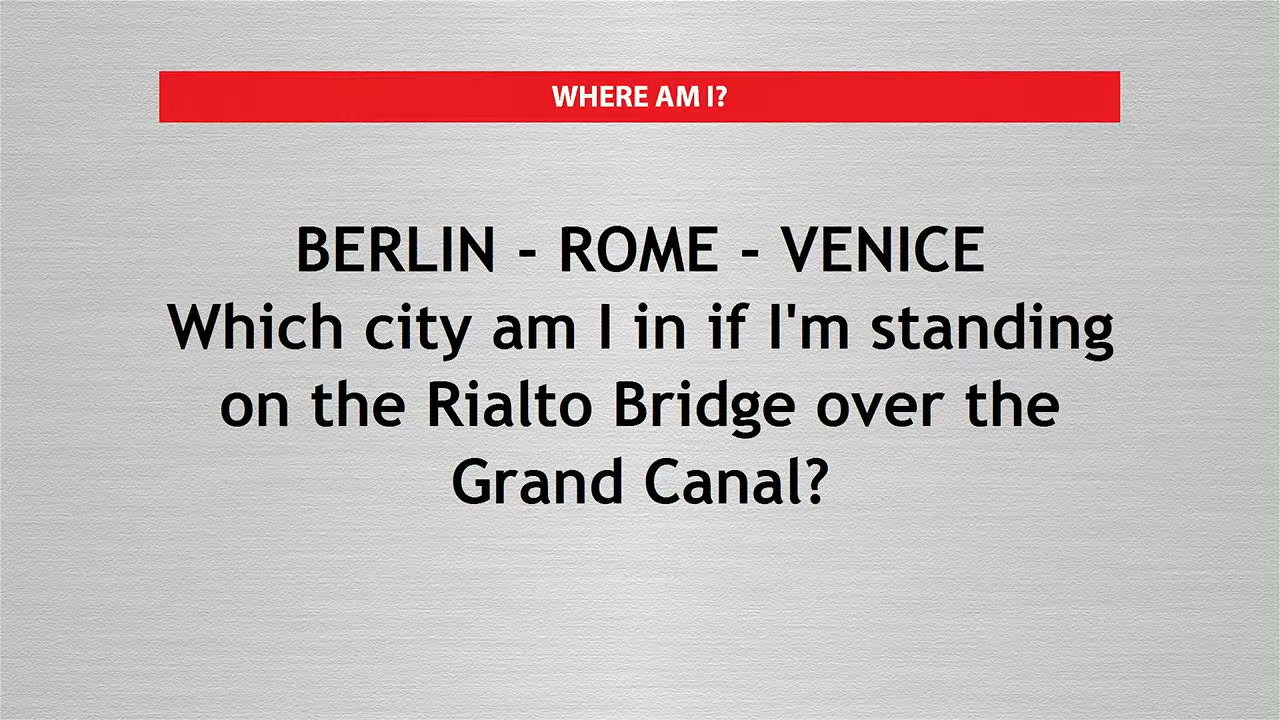 WHERE AM I?
BERLIN - ROME - VENICE
Which city am I in if I'm standing
on the Rialto Bridge over the
Grand Canal?